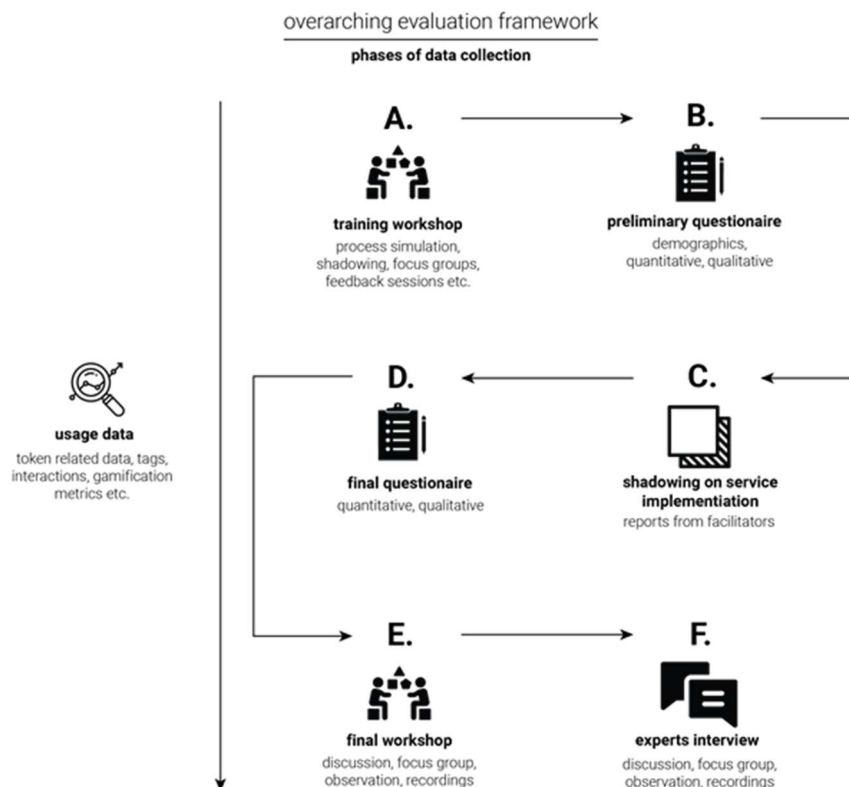 overarching evaluation framework
phases of data collection
A.
training workshop
process simulation,
shadowing, focus groups,
feedback sessions etc.
B.
preliminary questionaire
demographics,
quantitative, qualitative
usage data
token related data, tags,
interactions, gamification
metrics etc.
D.
final questionaire
quantitative, qualitative
C.
shadowing on service
implementiation
reports from facilitators
E.
final workshop
discussion, focus group,
observation, recordings
F.
experts interview
discussion, focus group,
observation, recordings